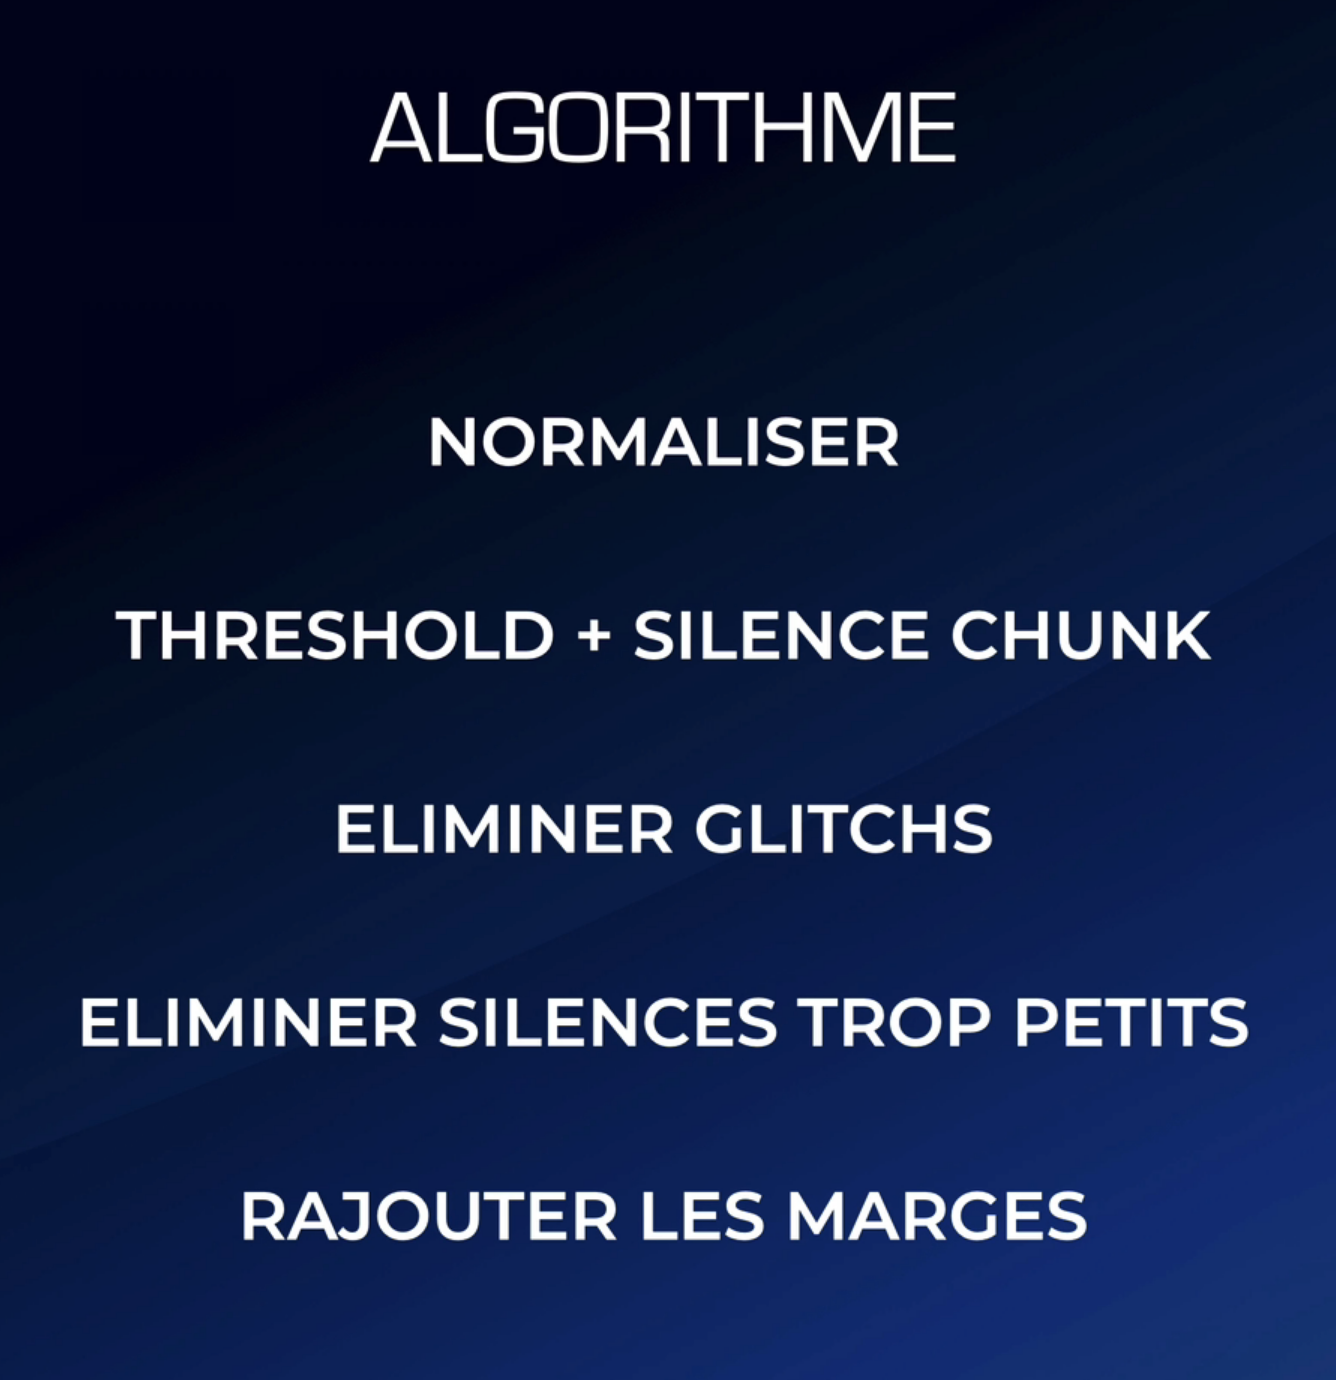 ALGORITHME
NORMALISER
THRESHOLD + SILENCE CHUNK
ELIMINER GLITCHS
ELIMINER SILENCES TROP PETITS
RAJOUTER LES MARGES